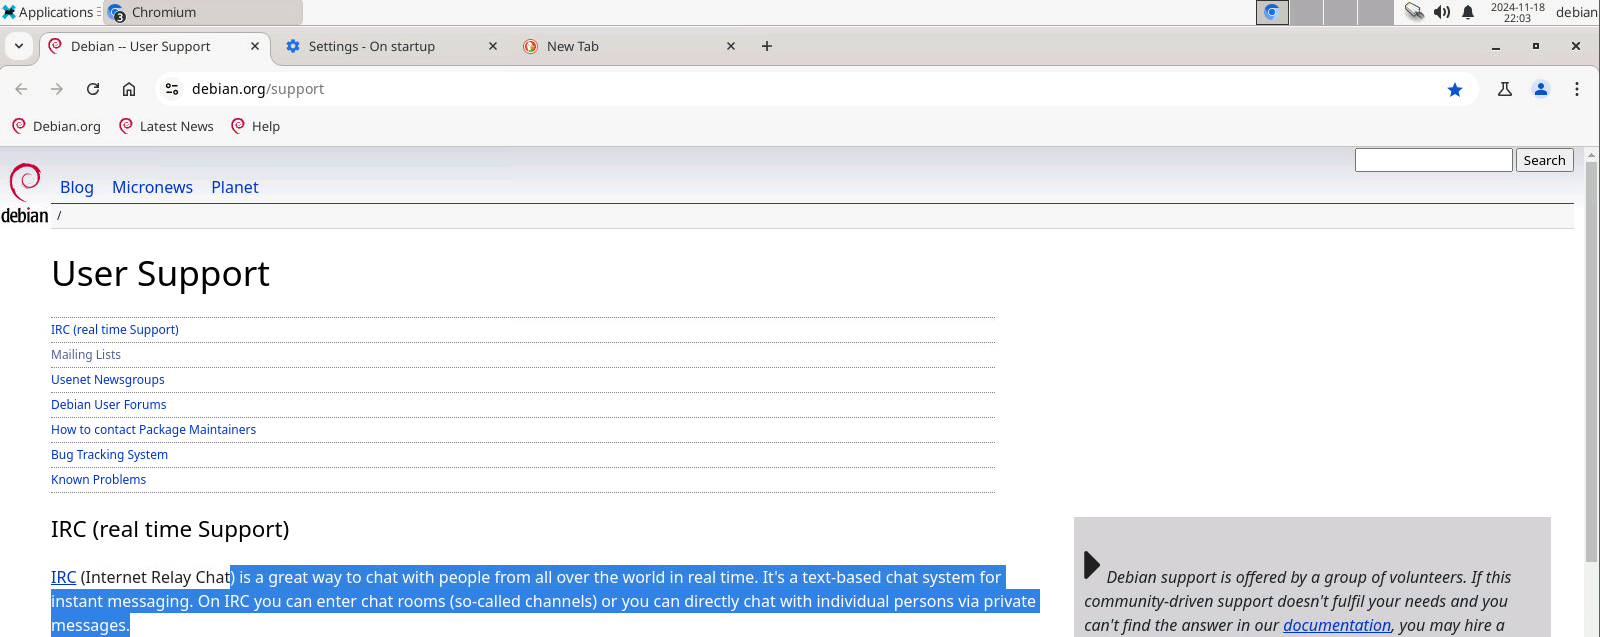 Applications Chromium 2024-11-18 debian
3 22:03
Debian -- User Support Settings - On startup New Tab
debian.org/support
Debian.org Latest News Help
Search
Blog Micronews Planet
debian /
User Support
IRC (real time Support)
Mailing Lists
Usenet Newsgroups
Debian User Forums
How to contact Package Maintainers
Bug Tracking System
Known Problems
IRC (real time Support)
IRC (Internet Relay Chat) is a great way to chat with people from all over the world in real time. It's a text-based chat system for
instant messaging. On IRC you can enter chat rooms (so-called channels) or you can directly chat with individual persons via private
messages.
Debian support is offered by a group of volunteers. If this
community-driven support doesn't fulfil your needs and you
can't find the answer in our documentation, you may hire a